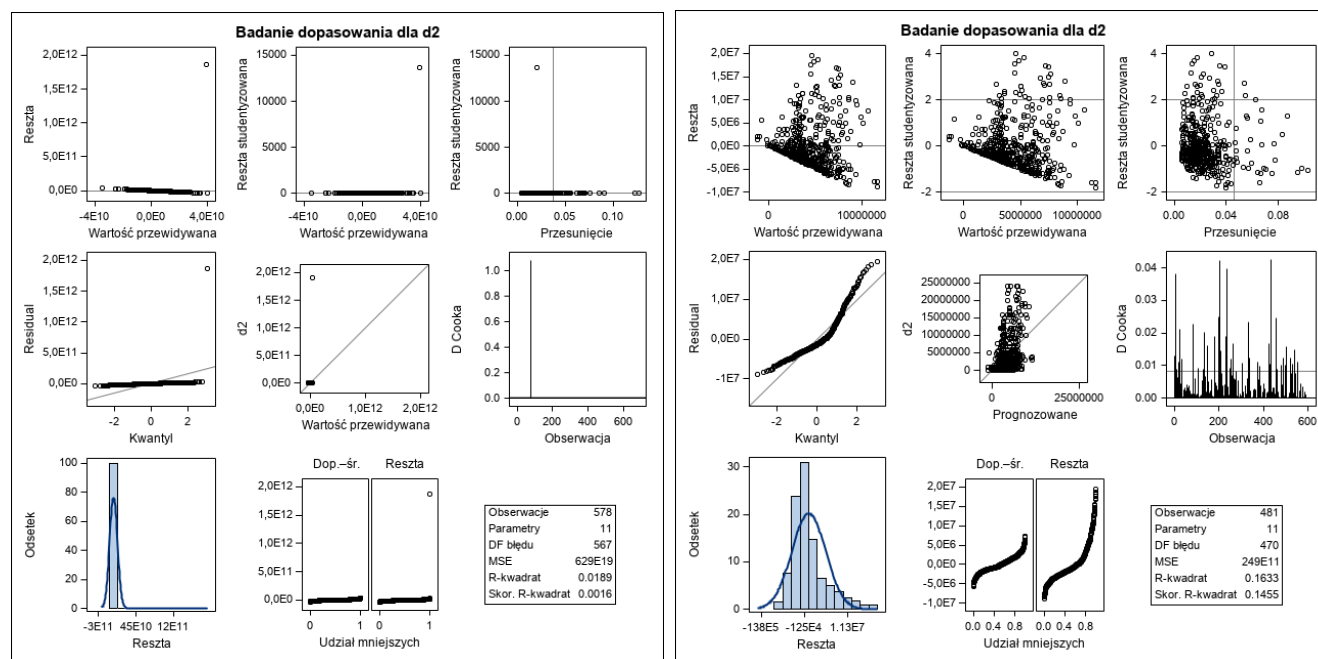 Badanie dopasowania dla d2
2,0E12
1,5E12
1,0E12
5,0E11
0,0E0
Reszta
-4E10 0,0E0 4,0E10
Wartość przewidywana
15000
10000
5000
0
Reszta studentyzowana
-4E10 0,0E0 4,0E10
Wartość przewidywana
15000
10000
5000
0
Reszta studentyzowana
0.00 0.05 0.10
Przesunięcie
2,0E12
1,5E12
1,0E12
5,0E11
0,0E0
Residual
-2 0 2
Kwantyl
2,0E12
1,5E12
1,0E12
5,0E11
0,0E0
d2
0,0E0 1,0E12 2,0E12
Wartość przewidywana
1.0
0.8
0.6
0.4
0.2
0.0
D Cooka
0 200 400 600
Obserwacja
100
80
60
40
20
0
Odsetek
-3E11 45E10 12E11
Reszta
Dop.–śr. Reszta
2,0E12
1,5E12
1,0E12
5,0E11
0,0E0
0 1 0 1
Udział mniejszych
Obserwacje 578
Parametry 11
DF błędu 567
MSE 629E19
R-kwadrat 0.0189
Skor. R-kwadrat 0.0016
Badanie dopasowania dla d2
2,0E7
1,5E7
1,0E7
5,0E6
0,0E0
-5,0E6
-1,0E7
Reszta
0 10000000
Wartość przewidywana
4
2
0
-2
Reszta studentyzowana
0 5000000 10000000
Wartość przewidywana
4
2
0
-2
Reszta studentyzowana
0.00 0.04 0.08
Przesunięcie
2,0E7
1,0E7
0,0E0
-1E7
Residual
-2 0 2
Kwantyl
25000000
20000000
15000000
10000000
5000000
0
d2
0 25000000
Prognozowane
0.04
0.03
0.02
0.01
0.00
D Cooka
0 200 400 600
Obserwacja
30
20
10
0
Odsetek
-138E5 -125E4 1.13E7
Reszta
Dop.–śr. Reszta
2,0E7
1,5E7
1,0E7
5,0E6
0,0E0
-5,0E6
-1,0E7
0.0 0.4 0.8 0.0 0.4 0.8
Udział mniejszych
Obserwacje 481
Parametry 11
DF błędu 470
MSE 249E11
R-kwadrat 0.1633
Skor. R-kwadrat 0.1455